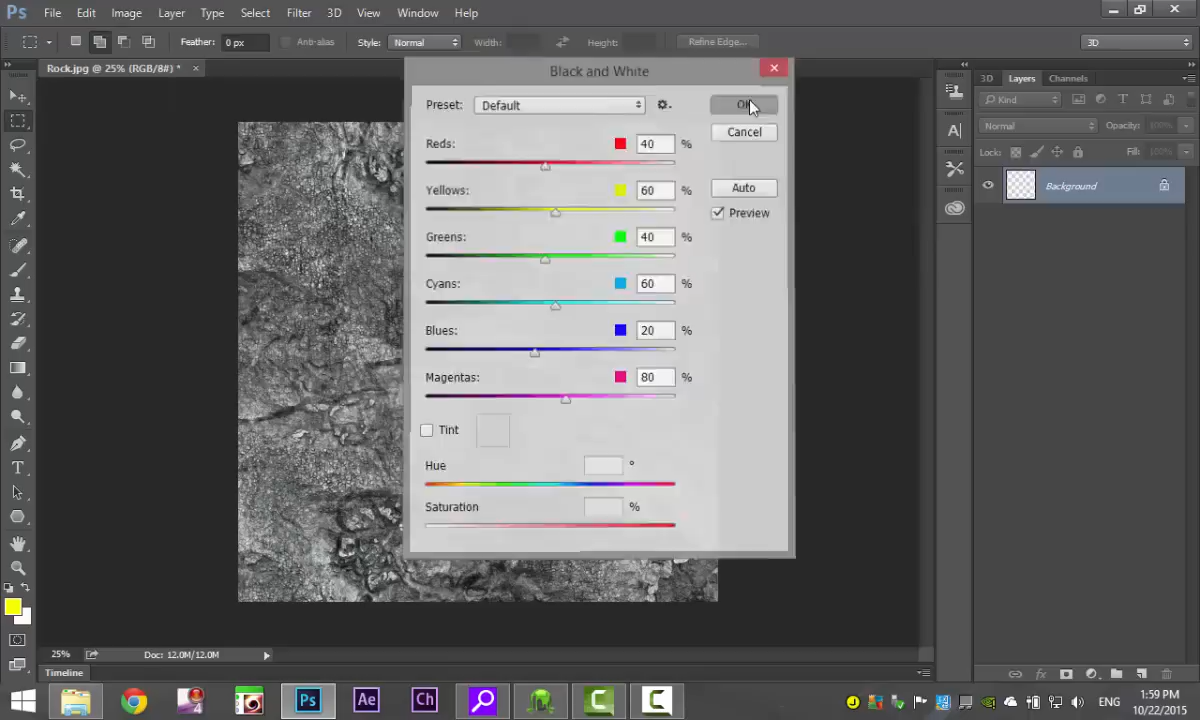 Ps File Edit Image Layer Type Select Filter 3D View Window Help
Feather: 0 px Anti-alias Style: Normal Width: Height: Refine Edge... 3D
Rock.jpg @ 25% (RGB/8#) * ×
Black and White
Preset: Default
OK
Cancel
Auto
Preview
Reds: 40 %
Yellows: 60 %
Greens: 40 %
Cyans: 60 %
Blues: 20 %
Magentas: 80 %
Tint
Hue °
Saturation %
3D Layers Channels
Kind
Normal Opacity: 100%
Lock: Fill: 100%
Background
25% Doc: 12.0M/12.0M
Timeline
Ps Ae Ch
ENG
1:59 PM
10/22/2015